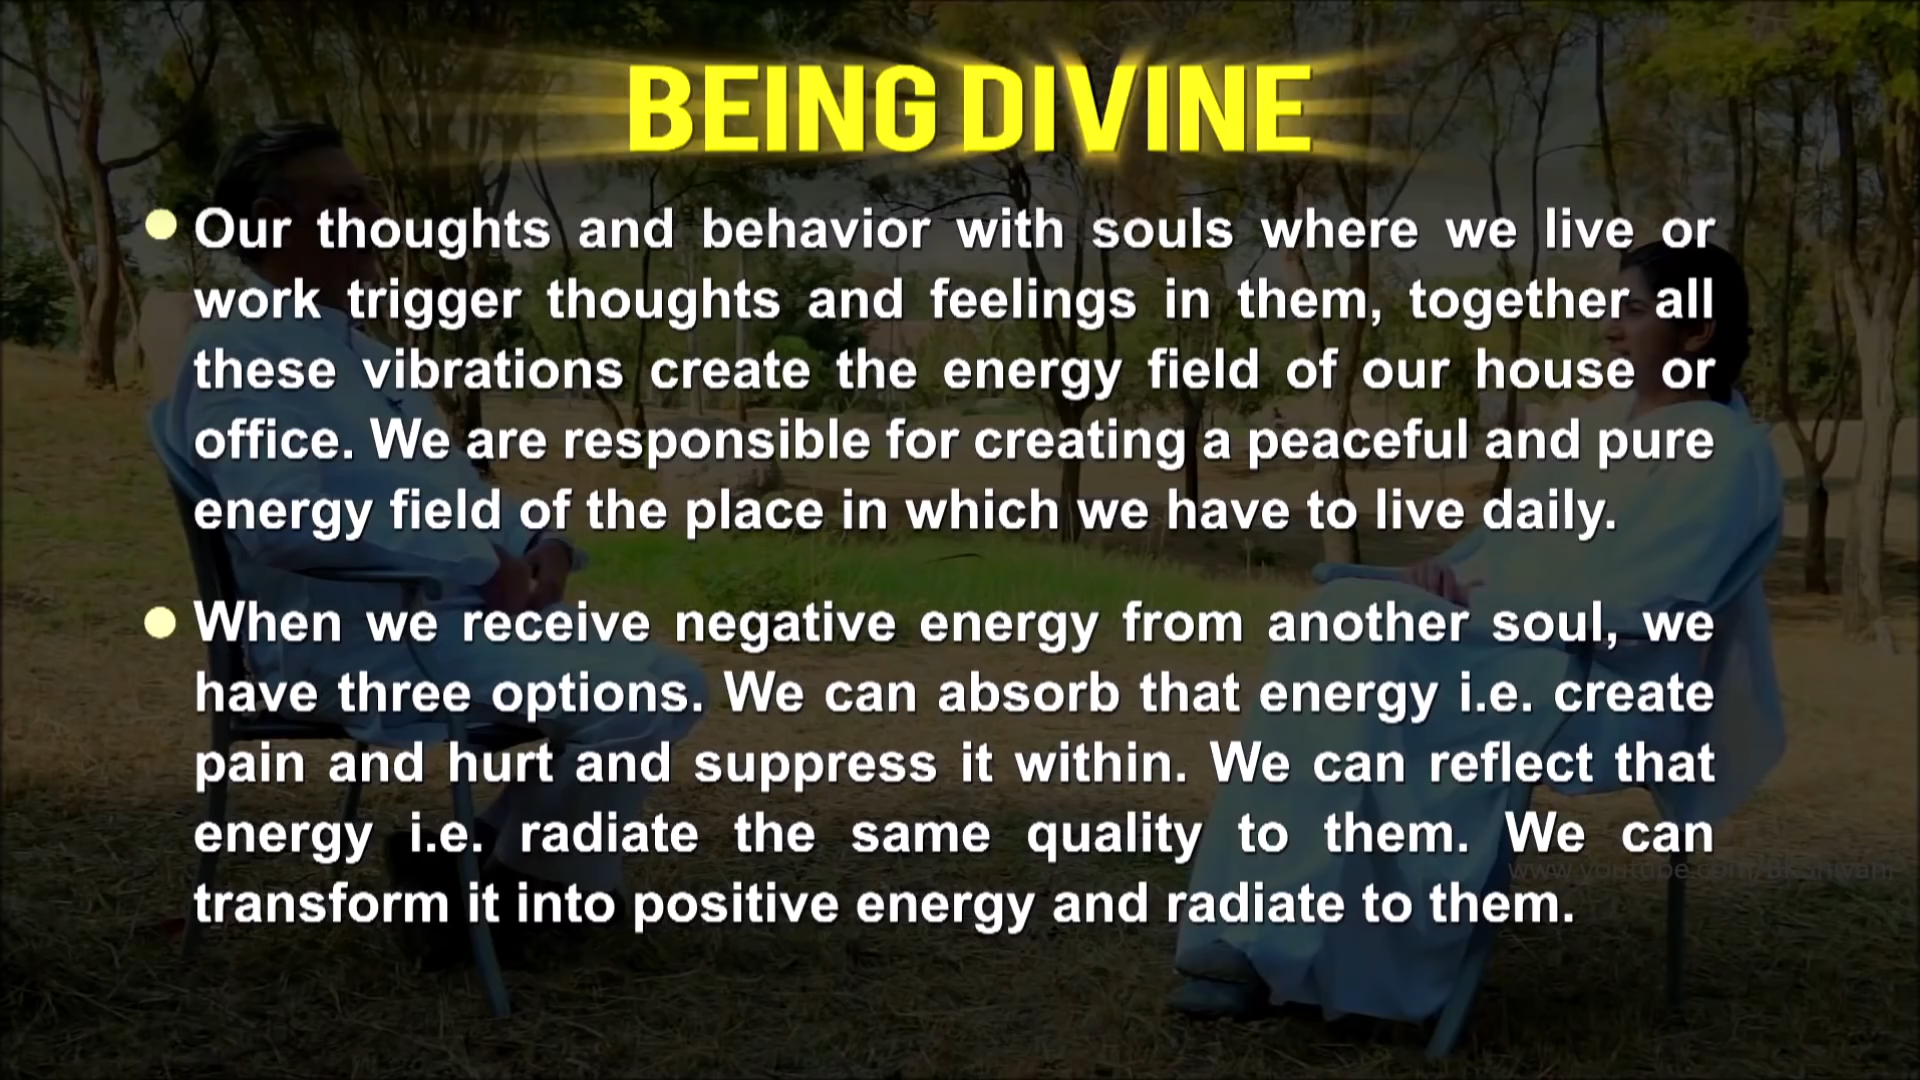 BEING DIVINE
Our thoughts and behavior with souls where we live or
work trigger thoughts and feelings in them, together all
these vibrations create the energy field of our house or
office. We are responsible for creating a peaceful and pure
energy field of the place in which we have to live daily.
When we receive negative energy from another soul, we
have three options. We can absorb that energy i.e. create
pain and hurt and suppress it within. We can reflect that
energy i.e. radiate the same quality to them. We can
www.youtube.com/BKShivani
transform it into positive energy and radiate to them.